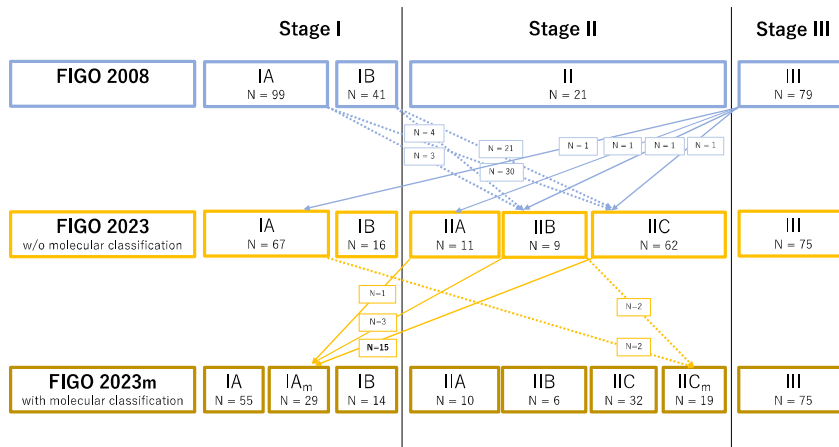 Stage I Stage II Stage III
FIGO 2008
IA
N = 99
IB
N = 41
II
N = 21
III
N = 79
N = 4
N = 3
N = 21
N = 30
N = 1
N = 1
N = 1
N = 1
FIGO 2023
w/o molecular classification
IA
N = 67
IB
N = 16
IIA
N = 11
IIB
N = 9
IIC
N = 62
III
N = 75
N=1
N=3
N=15
N=2
N=2
FIGO 2023m
with molecular classification
IA
N = 55
IAm
N = 29
IB
N = 14
IIA
N = 10
IIB
N = 6
IIC
N = 32
IICm
N = 19
III
N = 75